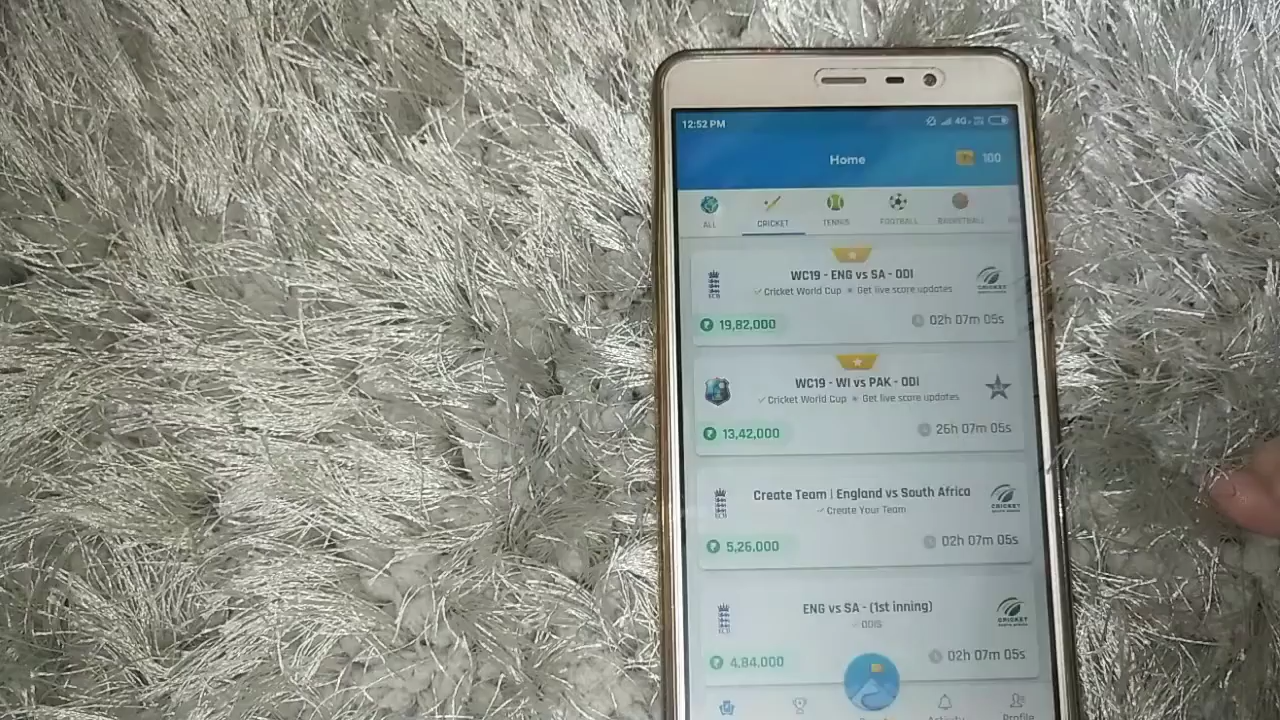 12:52 PM
4G
Home
100
ALL
CRICKET
TENNIS
FOOTBALL
BASKETBALL
WC19 - ENG vs SA - ODI
Cricket World Cup Get live score updates
19,82,000
02h 07m 05s
WC19 - WI vs PAK - ODI
Cricket World Cup Get live score updates
13,42,000
26h 07m 05s
Create Team | England vs South Africa
Create Your Team
CRICKET
5,26,000
02h 07m 05s
ENG vs SA - (1st inning)
ODIS
CRICKET
4,84,000
02h 07m 05s
Activity
Profile